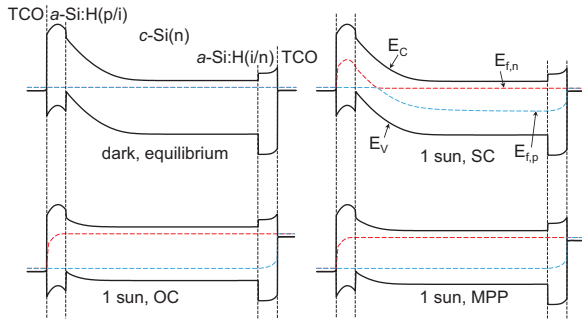 TCO a-Si:H(p/i)
c-Si(n)
a-Si:H(i/n) TCO
dark, equilibrium
E_C
E_f,n
E_V
E_f,p
1 sun, SC
1 sun, OC
1 sun, MPP